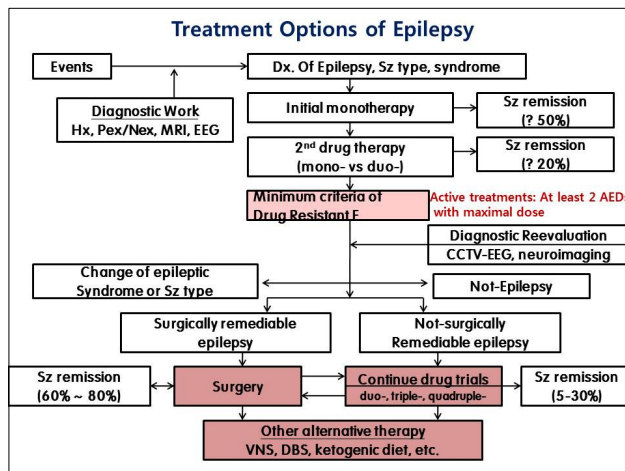 Treatment Options of Epilepsy
Events
Dx. Of Epilepsy, Sz type, syndrome
Diagnostic Work
Hx, Pex/Nex, MRI, EEG
Initial monotherapy
Sz remission
(? 50%)
2nd drug therapy
(mono- vs duo-)
Sz remssion
(? 20%)
Minimum criteria of
Drug Resistant E
Active treatments: At least 2 AED
with maximal dose
Diagnostic Reevaluation
CCTV-EEG, neuroimaging
Change of epileptic
Syndrome or Sz type
Not-Epilepsy
Surgically remediable
epilepsy
Not-surgically
Remediable epilepsy
Sz remission
(60% ~ 80%)
Surgery
Continue drug trials
duo-, triple-, quadruple-
Sz remission
(5-30%)
Other alternative therapy
VNS, DBS, ketogenic diet, etc.